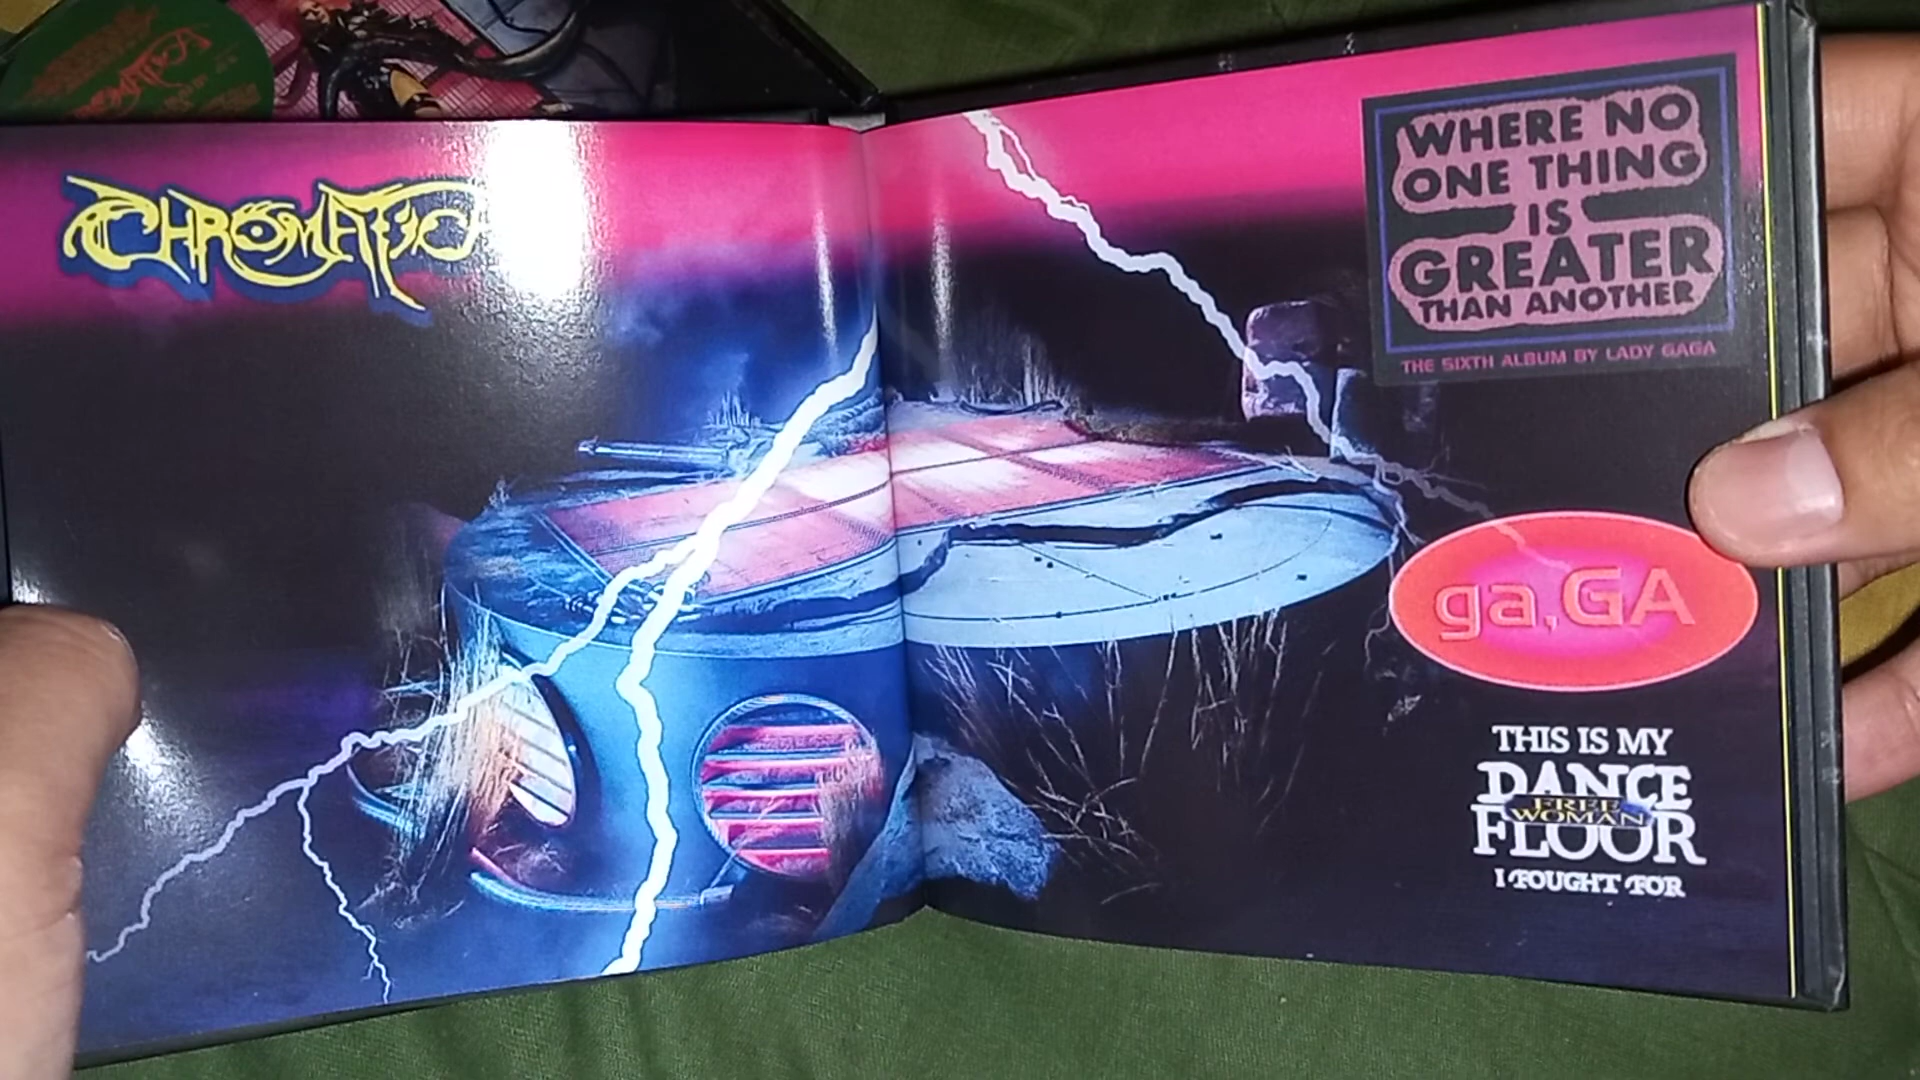 CHROMATIC
WHERE NO
ONE THING
IS
GREATER
THAN ANOTHER
THE SIXTH ALBUM BY LADY GAGA
ga,GA
THIS IS MY
DANCE
FREE
WOMAN
FLOOR
I FOUGHT FOR